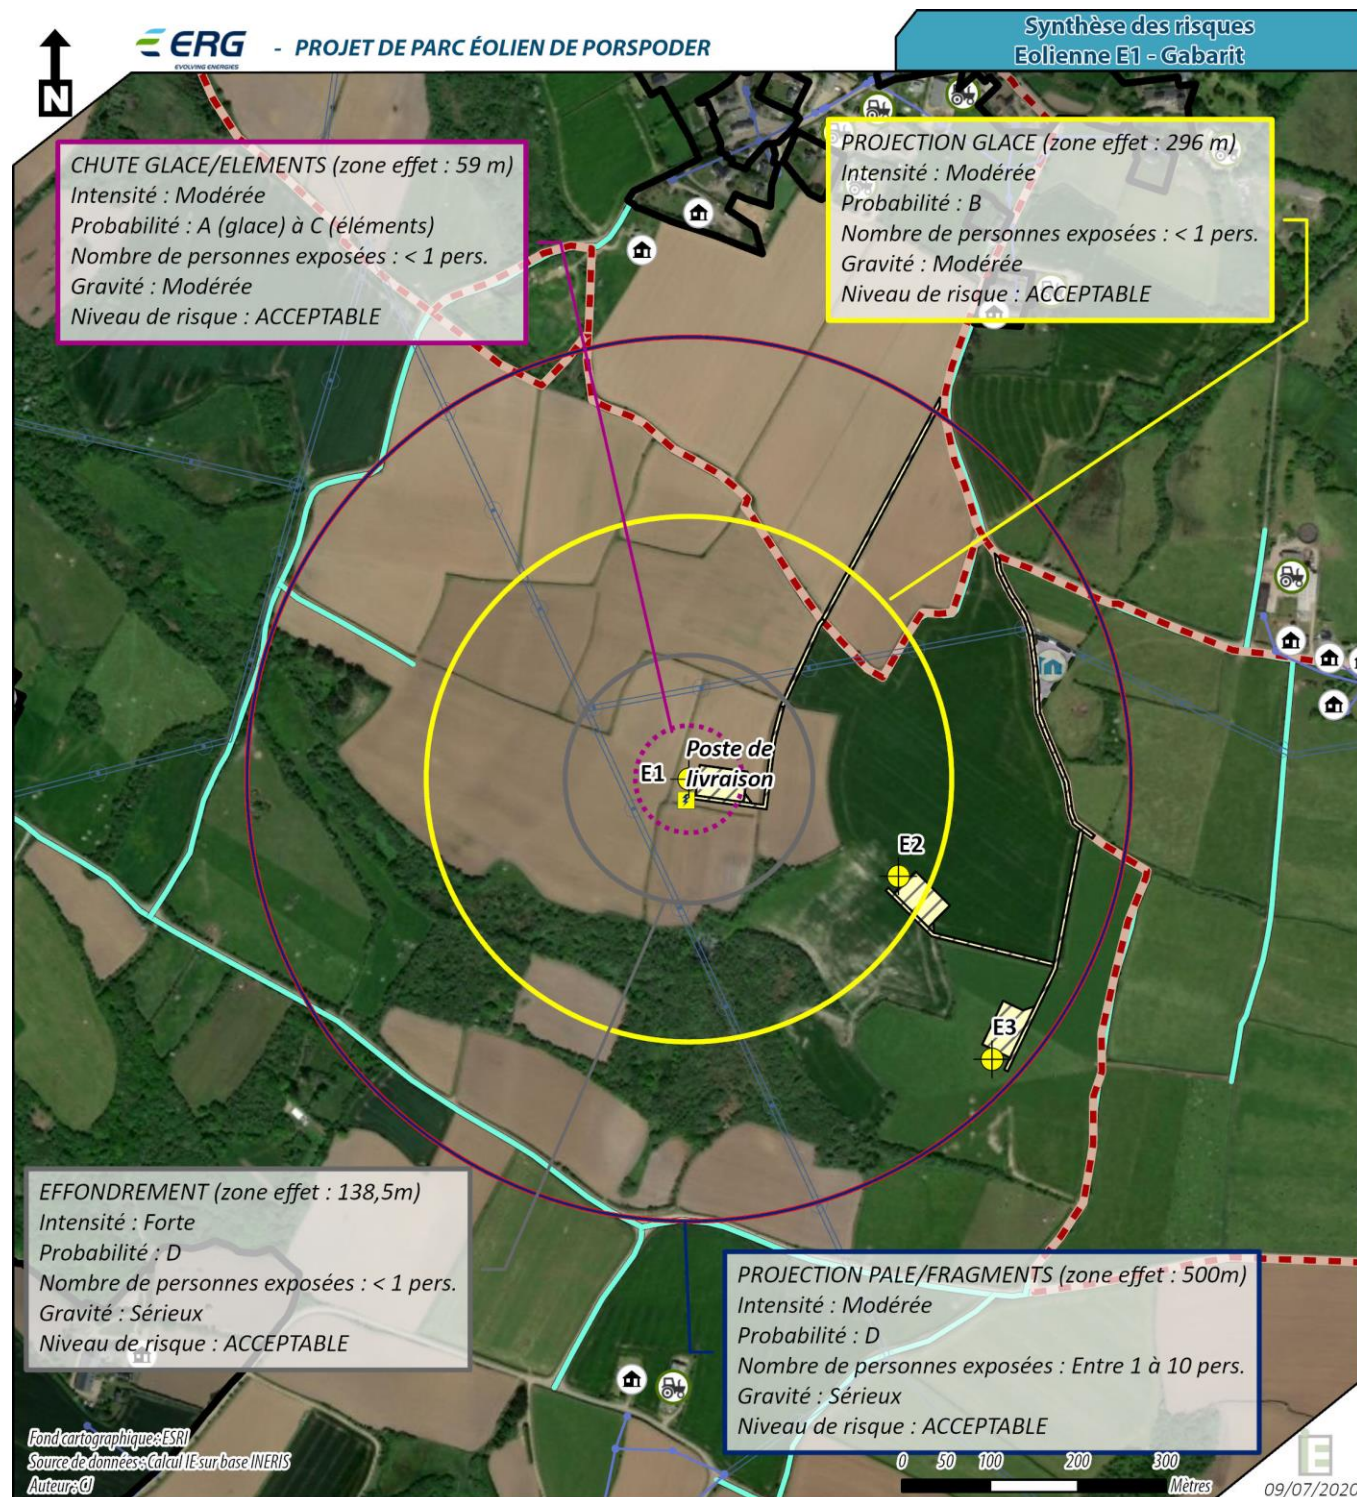 N
ERG
EVOLVING ENERGIES
- PROJET DE PARC ÉOLIEN DE PORSPODER
Synthèse des risques
Eolienne E1 - Gabarit
CHUTE GLACE/ELEMENTS (zone effet : 59 m)
Intensité : Modérée
Probabilité : A (glace) à C (éléments)
Nombre de personnes exposées : < 1 pers.
Gravité : Modérée
Niveau de risque : ACCEPTABLE
PROJECTION GLACE (zone effet : 296 m)
Intensité : Modérée
Probabilité : B
Nombre de personnes exposées : < 1 pers.
Gravité : Modérée
Niveau de risque : ACCEPTABLE
Poste de
livraison
E1
E2
E3
EFFONDREMENT (zone effet : 138,5m)
Intensité : Forte
Probabilité : D
Nombre de personnes exposées : < 1 pers.
Gravité : Sérieux
Niveau de risque : ACCEPTABLE
PROJECTION PALE/FRAGMENTS (zone effet : 500m)
Intensité : Modérée
Probabilité : D
Nombre de personnes exposées : Entre 1 à 10 pers.
Gravité : Sérieux
Niveau de risque : ACCEPTABLE
Fond cartographique : ESRI
Source de données : Calcul IE sur base INERIS
Auteur : GJ
0 50 100 200 300
Mètres
IE
09/07/2020